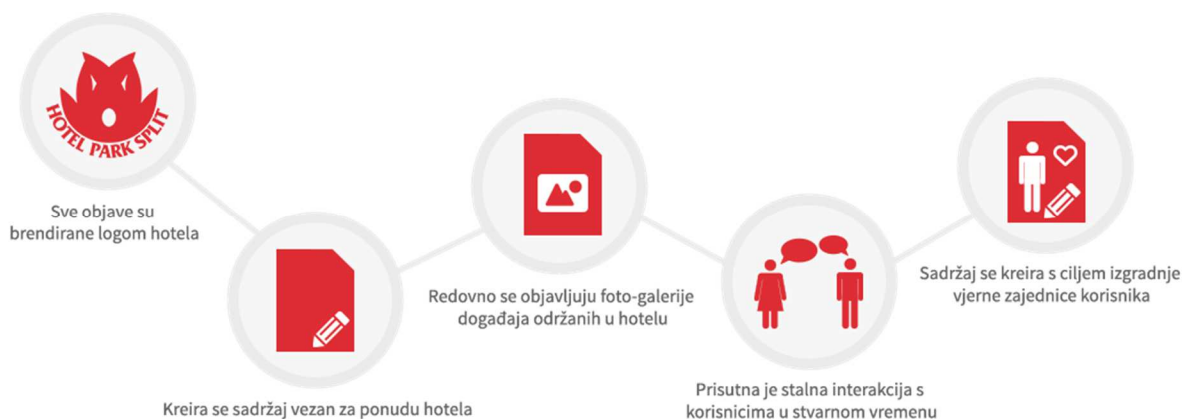 HOTEL PARK SPLIT
Sve objave su
brendirane logom hotela
Kreira se sadržaj vezan za ponudu hotela
Redovno se objavljuju foto-galerije
događaja održanih u hotelu
Prisutna je stalna interakcija s
korisnicima u stvarnom vremenu
Sadržaj se kreira s ciljem izgradnje
vjerne zajednice korisnika